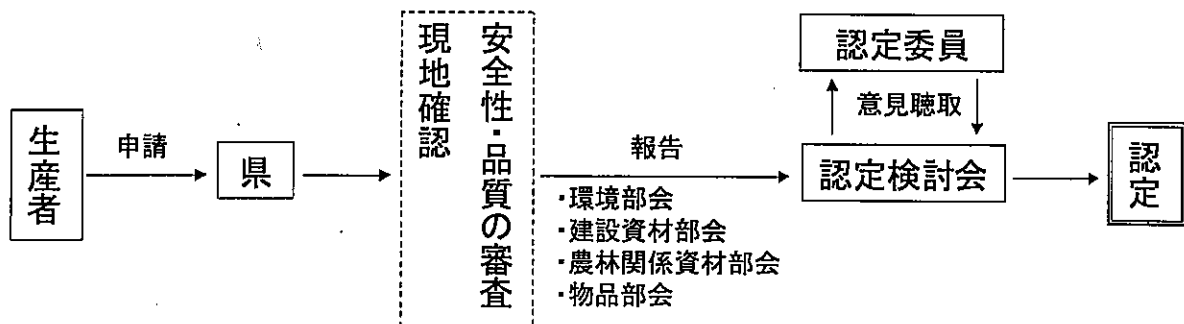 生産者
申請
県
安全性・品質の審査
現地確認
報告
・環境部会
・建設資材部会
・農林関係資材部会
・物品部会
認定委員
意見聴取
認定検討会
認定